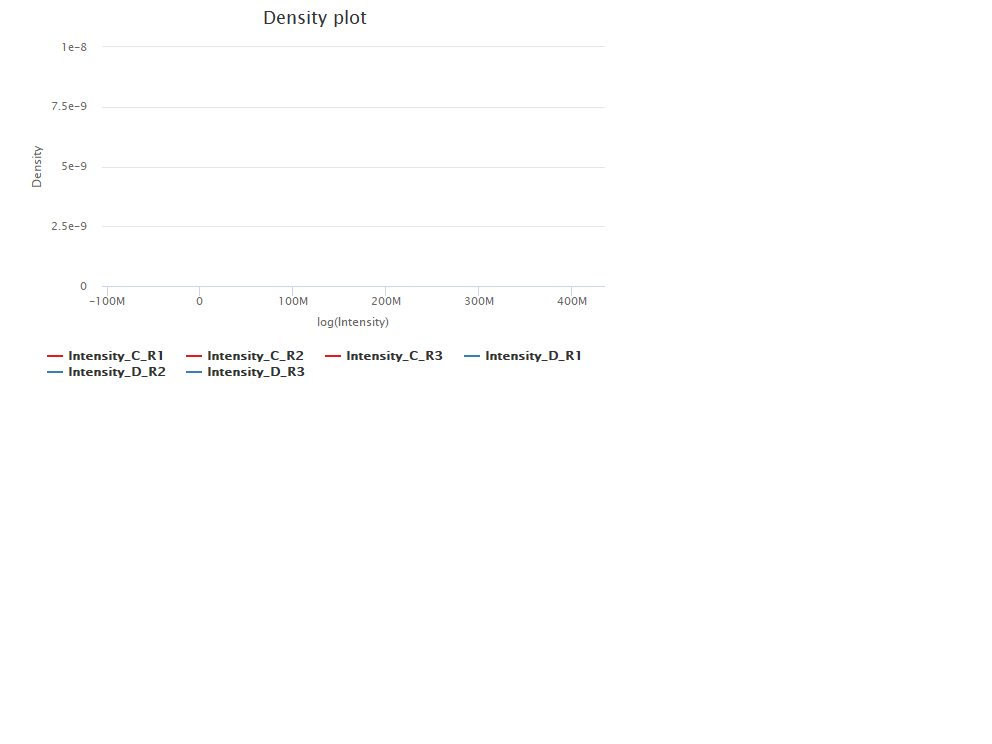 Density plot
1e-8
7.5e-9
5e-9
2.5e-9
0
Density
-100M 0 100M 200M 300M 400M
log(Intensity)
Intensity_C_R1 Intensity_C_R2 Intensity_C_R3 Intensity_D_R1
Intensity_D_R2 Intensity_D_R3